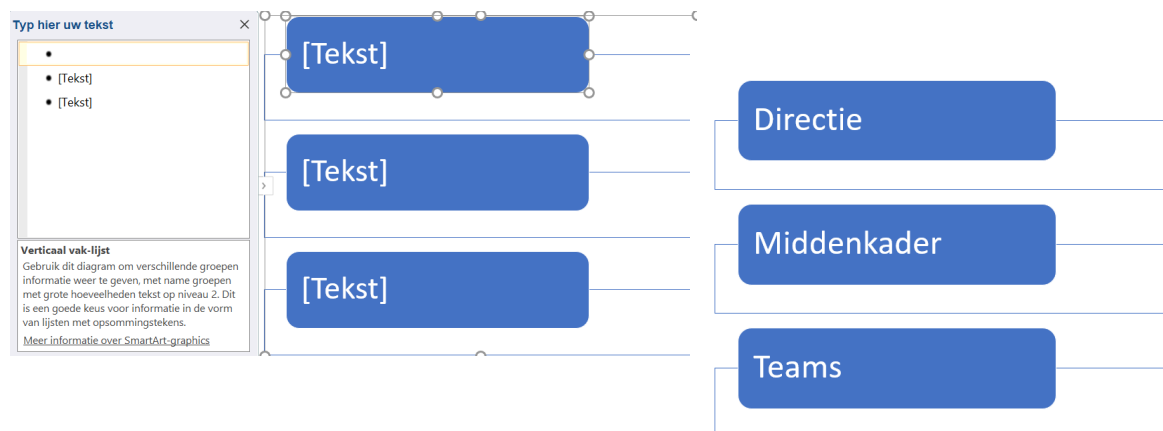 Typ hier uw tekst
[Tekst]
[Tekst]
Verticaal vak-lijst
Gebruik dit diagram om verschillende groepen
informatie weer te geven, met name groepen
met grote hoeveelheden tekst op niveau 2. Dit
is een goede keus voor informatie in de vorm
van lijsten met opsommingstekens.
Meer informatie over SmartArt-graphics
[Tekst]
[Tekst]
[Tekst]
Directie
Middenkader
Teams